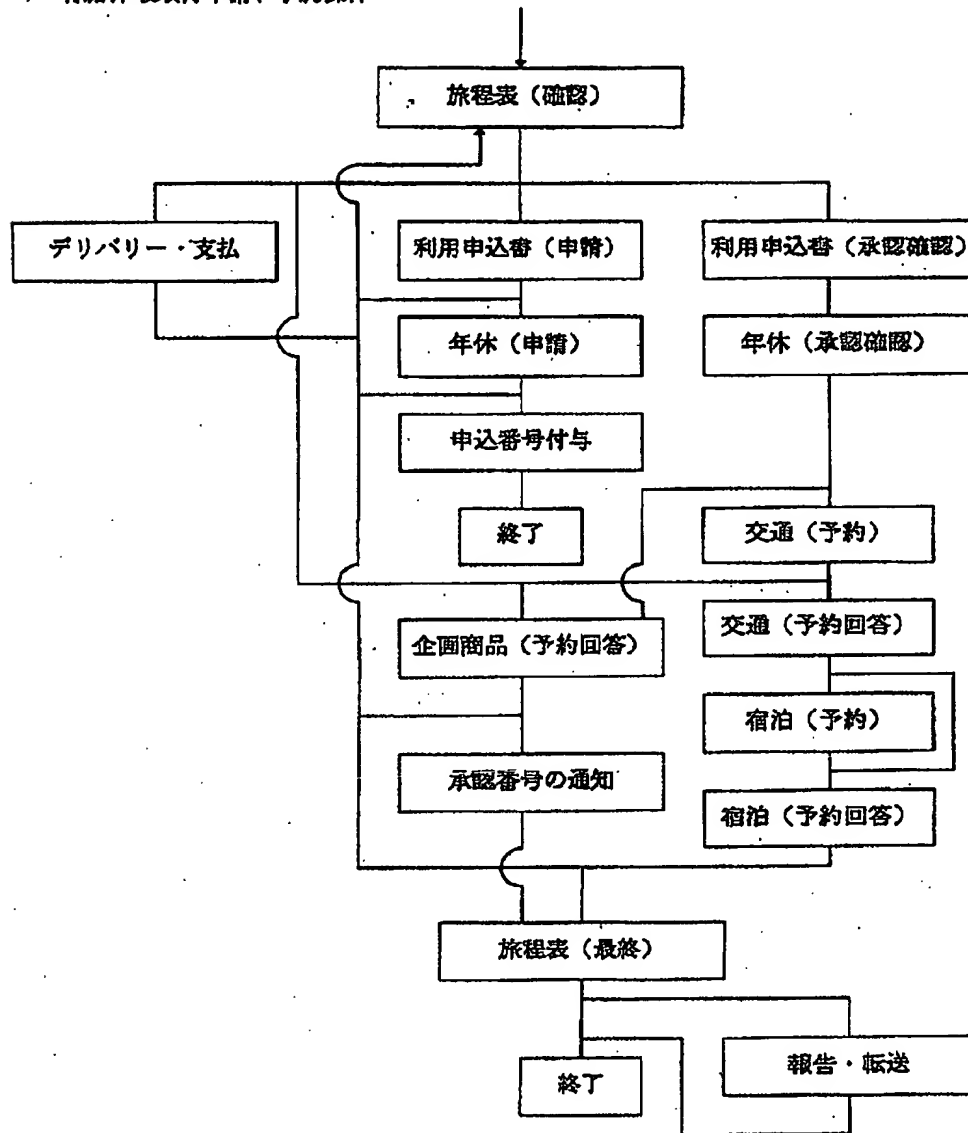 旅程表（確認）
デリバリー・支払
利用申込書（申請）
利用申込書（承認確認）
年休（申請）
年休（承認確認）
申込番号付与
終了
交通（予約）
企画商品（予約回答）
交通（予約回答）
宿泊（予約）
承認番号の通知
宿泊（予約回答）
旅程表（最終）
終了
報告・転送